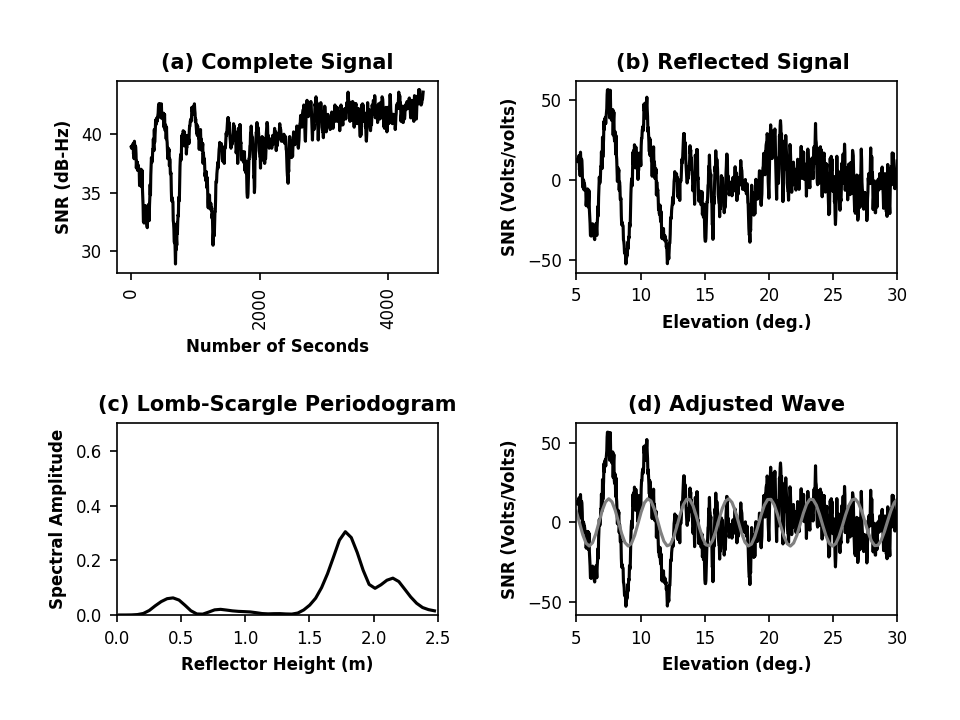 (a) Complete Signal
SNR (dB-Hz)
40
35
30
0
2000
4000
Number of Seconds
(b) Reflected Signal
SNR (Volts/volts)
50
0
−50
5 10 15 20 25 30
Elevation (deg.)
(c) Lomb-Scargle Periodogram
Spectral Amplitude
0.6
0.4
0.2
0.0
0.0 0.5 1.0 1.5 2.0 2.5
Reflector Height (m)
(d) Adjusted Wave
SNR (Volts/Volts)
50
0
−50
5 10 15 20 25 30
Elevation (deg.)